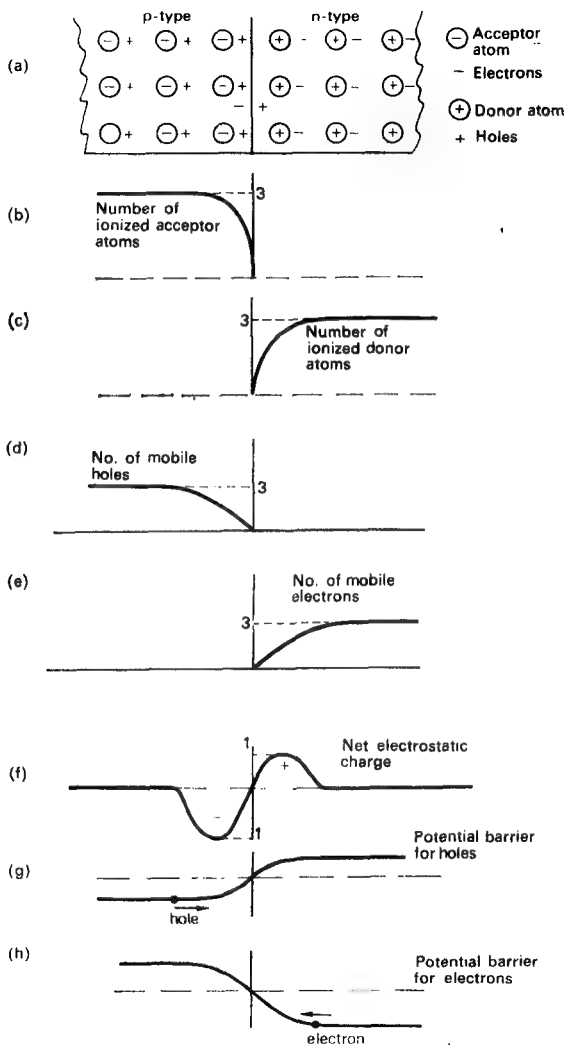 p-type n-type
(a)
Acceptor
atom
− Electrons
Donor atom
+ Holes
(b)
3
Number of
ionized acceptor
atoms
(c)
3
Number of
ionized donor
atoms
(d)
No. of mobile
holes
3
(e)
No. of mobile
electrons
3
(f)
1
Net electrostatic
charge
+
−
1
(g)
Potential barrier
for holes
hole
(h)
Potential barrier
for electrons
electron